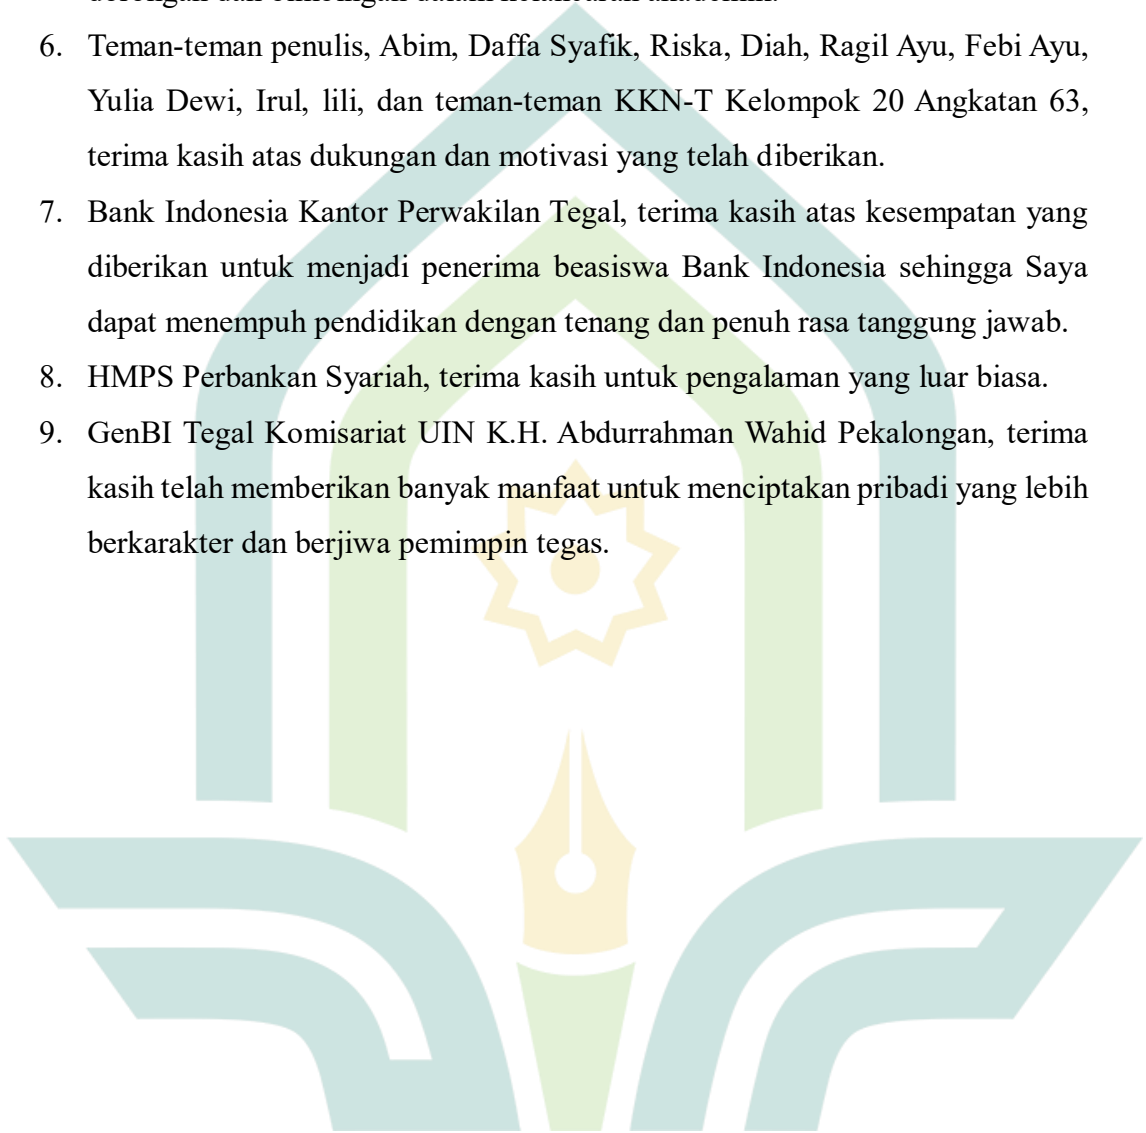 6. Teman-teman penulis, Abim, Daffa Syafik, Riska, Diah, Ragil Ayu, Febi Ayu,
Yulia Dewi, Irul, lili, dan teman-teman KKN-T Kelompok 20 Angkatan 63,
terima kasih atas dukungan dan motivasi yang telah diberikan.
7. Bank Indonesia Kantor Perwakilan Tegal, terima kasih atas kesempatan yang
diberikan untuk menjadi penerima beasiswa Bank Indonesia sehingga Saya
dapat menempuh pendidikan dengan tenang dan penuh rasa tanggung jawab.
8. HMPS Perbankan Syariah, terima kasih untuk pengalaman yang luar biasa.
9. GenBI Tegal Komisariat UIN K.H. Abdurrahman Wahid Pekalongan, terima
kasih telah memberikan banyak manfaat untuk menciptakan pribadi yang lebih
berkarakter dan berjiwa pemimpin tegas.